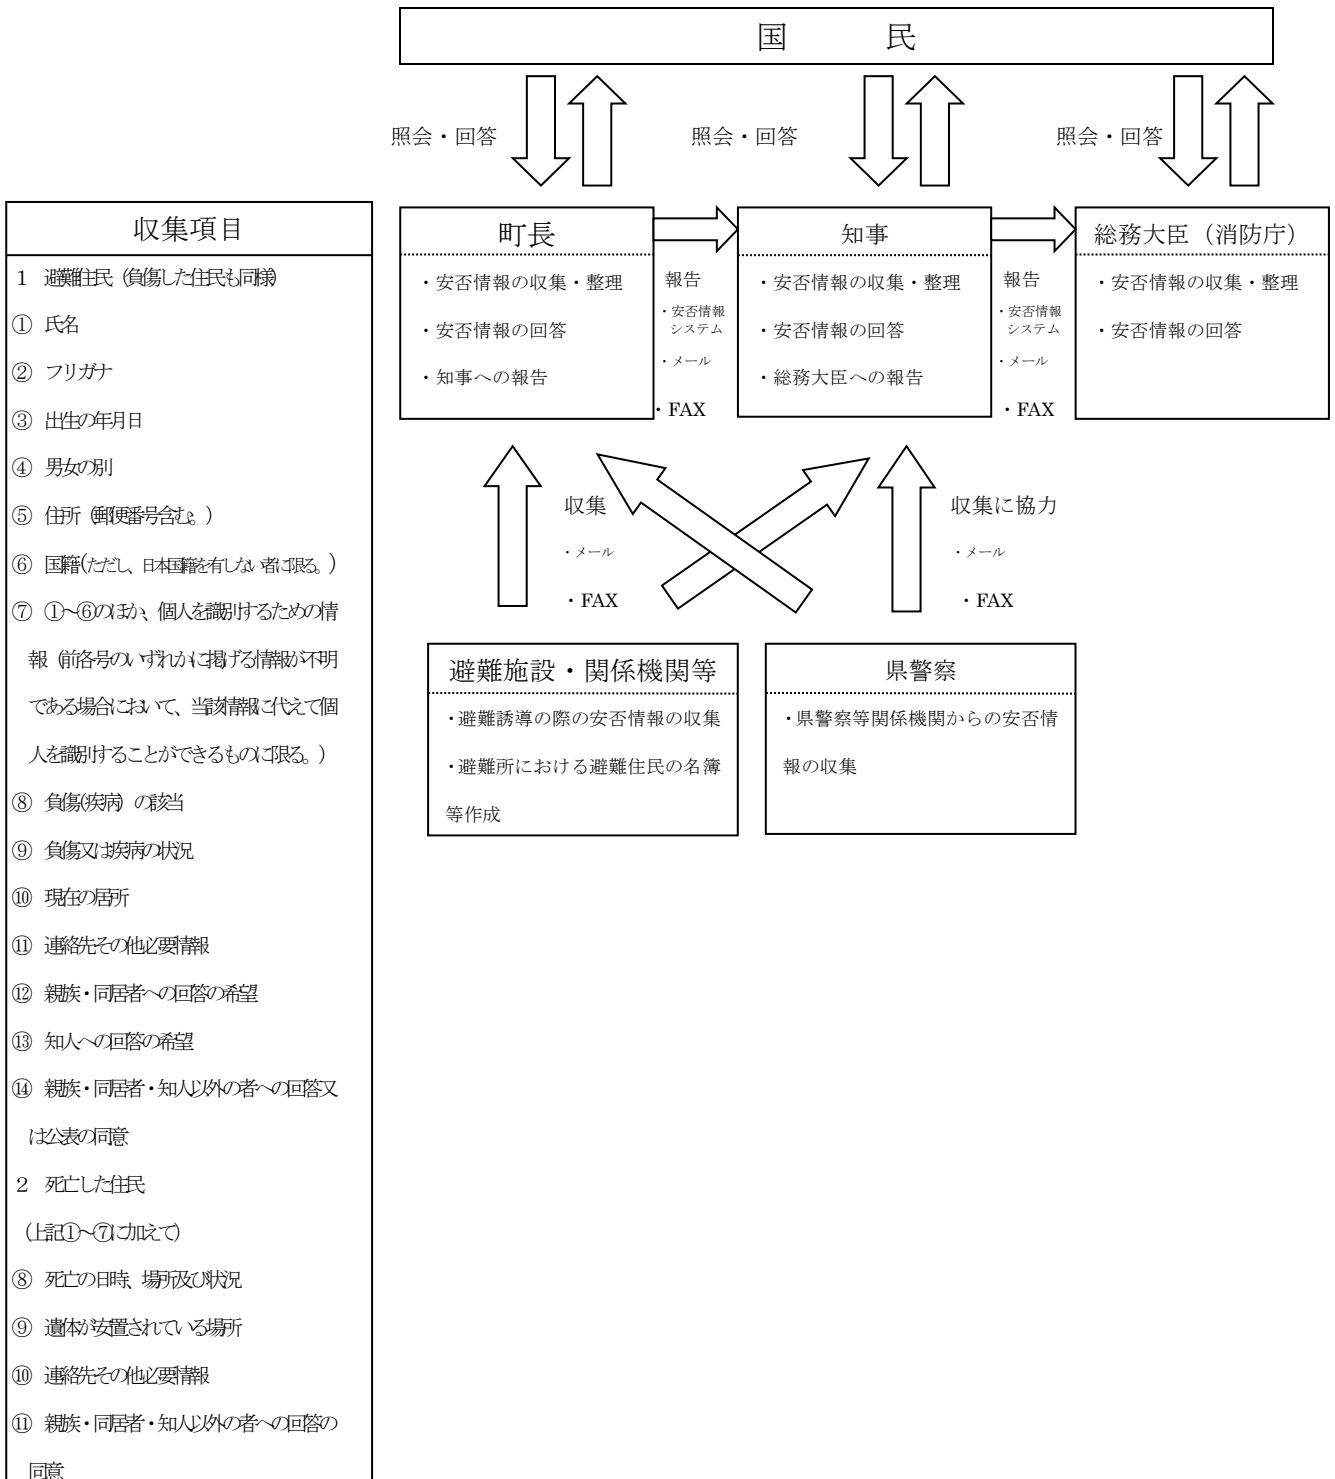 国　民
照会・回答
照会・回答
照会・回答
収集項目
1　避難住民（負傷した住民も同様）
①　氏名
②　フリガナ
③　出生の年月日
④　男女の別
⑤　住所（郵便番号含む。）
⑥　国籍(ただし、日本国籍を有しない者に限る。)
⑦　①～⑥のほか、個人を識別するための情
報（前各号のいずれかに掲げる情報が不明
である場合において、当該情報に代えて個
人を識別することができるものに限る。）
⑧　負傷(疾病）の該当
⑨　負傷又は疾病の状況
⑩　現在の居所
⑪　連絡先その他必要情報
⑫　親族・同居者への回答の希望
⑬　知人への回答の希望
⑭　親族・同居者・知人以外の者への回答又
は公表の同意
2　死亡した住民
（上記①～⑦に加えて）
⑧　死亡の日時、場所及び状況
⑨　遺体が安置されている場所
⑩　連絡先その他必要情報
⑪　親族・同居者・知人以外の者への回答の
同意
町長
・安否情報の収集・整理
・安否情報の回答
・知事への報告
報告
・安否情報
システム
・メール
・FAX
知事
・安否情報の収集・整理
・安否情報の回答
・総務大臣への報告
報告
・安否情報
システム
・メール
・FAX
総務大臣（消防庁）
・安否情報の収集・整理
・安否情報の回答
収集
・メール
・FAX
収集に協力
・メール
・FAX
避難施設・関係機関等
・避難誘導の際の安否情報の収集
・避難所における避難住民の名簿
等作成
県警察
・県警察等関係機関からの安否情
報の収集